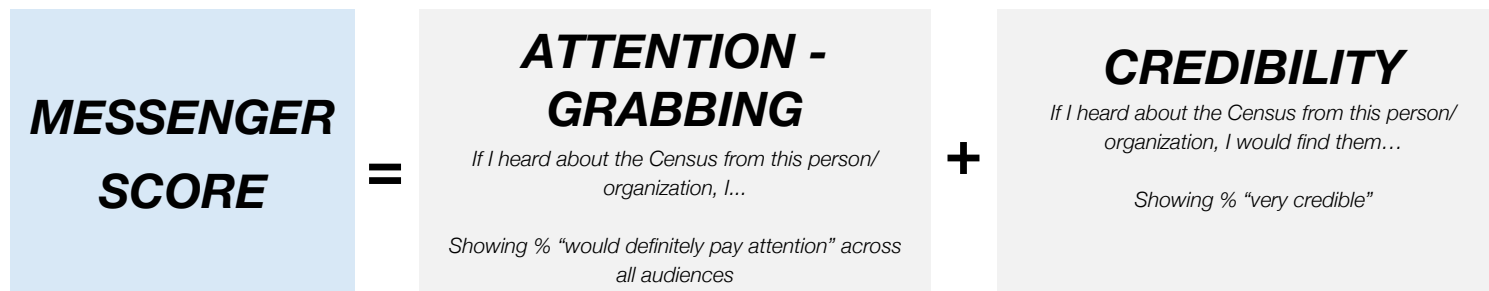 MESSENGER
SCORE
=
ATTENTION -
GRABBING
If I heard about the Census from this person/
organization, I...
Showing % “would definitely pay attention” across
all audiences
+
CREDIBILITY
If I heard about the Census from this person/
organization, I would find them…
Showing % “very credible”